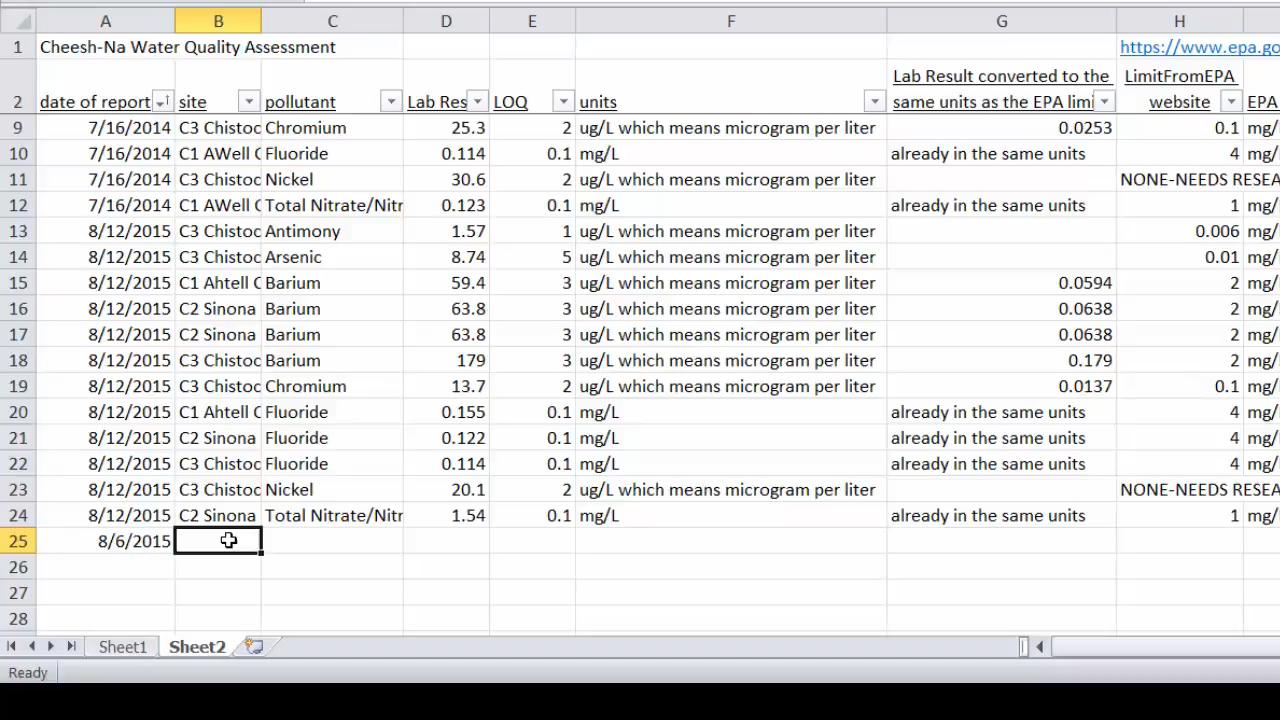 A B C D E F G H
1 Cheesh-Na Water Quality Assessment https://www.epa.go
Lab Result converted to the LimitFromEPA
2 date of report site pollutant Lab Res LOQ units same units as the EPA limi website EPA
9 7/16/2014 C3 Chistoc Chromium 25.3 2 ug/L which means microgram per liter 0.0253 0.1 mg/
10 7/16/2014 C1 AWell C Fluoride 0.114 0.1 mg/L already in the same units 4 mg/
11 7/16/2014 C3 Chistoc Nickel 30.6 2 ug/L which means microgram per liter NONE-NEEDS RESEA
12 7/16/2014 C1 AWell C Total Nitrate/Nitr 0.123 0.1 mg/L already in the same units 1 mg/
13 8/12/2015 C3 Chistoc Antimony 1.57 1 ug/L which means microgram per liter 0.006 mg/
14 8/12/2015 C3 Chistoc Arsenic 8.74 5 ug/L which means microgram per liter 0.01 mg/
15 8/12/2015 C1 Ahtell C Barium 59.4 3 ug/L which means microgram per liter 0.0594 2 mg/
16 8/12/2015 C2 Sinona Barium 63.8 3 ug/L which means microgram per liter 0.0638 2 mg/
17 8/12/2015 C2 Sinona Barium 63.8 3 ug/L which means microgram per liter 0.0638 2 mg/
18 8/12/2015 C3 Chistoc Barium 179 3 ug/L which means microgram per liter 0.179 2 mg/
19 8/12/2015 C3 Chistoc Chromium 13.7 2 ug/L which means microgram per liter 0.0137 0.1 mg/
20 8/12/2015 C1 Ahtell C Fluoride 0.155 0.1 mg/L already in the same units 4 mg/
21 8/12/2015 C2 Sinona Fluoride 0.122 0.1 mg/L already in the same units 4 mg/
22 8/12/2015 C3 Chistoc Fluoride 0.114 0.1 mg/L already in the same units 4 mg/
23 8/12/2015 C3 Chistoc Nickel 20.1 2 ug/L which means microgram per liter NONE-NEEDS RESEA
24 8/12/2015 C2 Sinona Total Nitrate/Nitr 1.54 0.1 mg/L already in the same units 1 mg/
25 8/6/2015
26
27
28
Sheet1 Sheet2
Ready